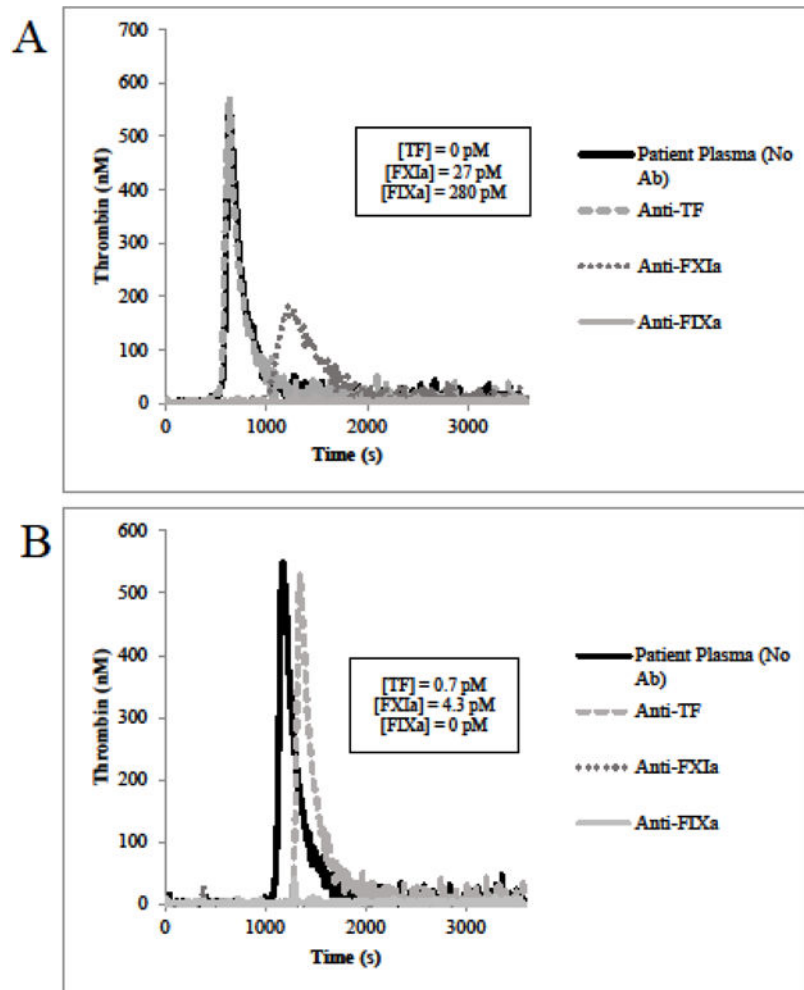 A
Thrombin (nM)
700
600
500
400
300
200
100
0
0 1000 2000 3000
Time (s)
[TF] = 0 pM
[FXIa] = 27 pM
[FIXa] = 280 pM
Patient Plasma (No
Ab)
Anti-TF
Anti-FXIa
Anti-FIXa
B
Thrombin (nM)
600
500
400
300
200
100
0
0 1000 2000 3000
Time (s)
[TF] = 0.7 pM
[FXIa] = 4.3 pM
[FIXa] = 0 pM
Patient Plasma (No
Ab)
Anti-TF
Anti-FXIa
Anti-FIXa